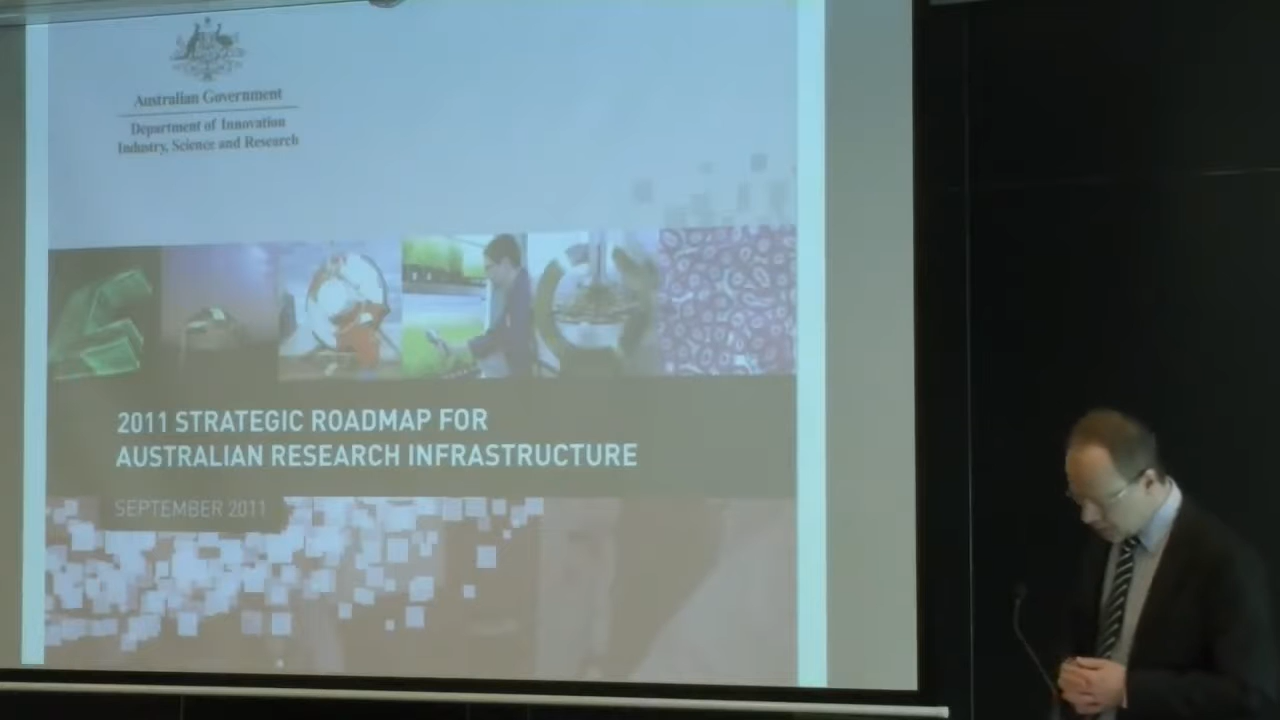 Australian Government
Department of Innovation
Industry, Science and Research
2011 STRATEGIC ROADMAP FOR
AUSTRALIAN RESEARCH INFRASTRUCTURE
SEPTEMBER 2011